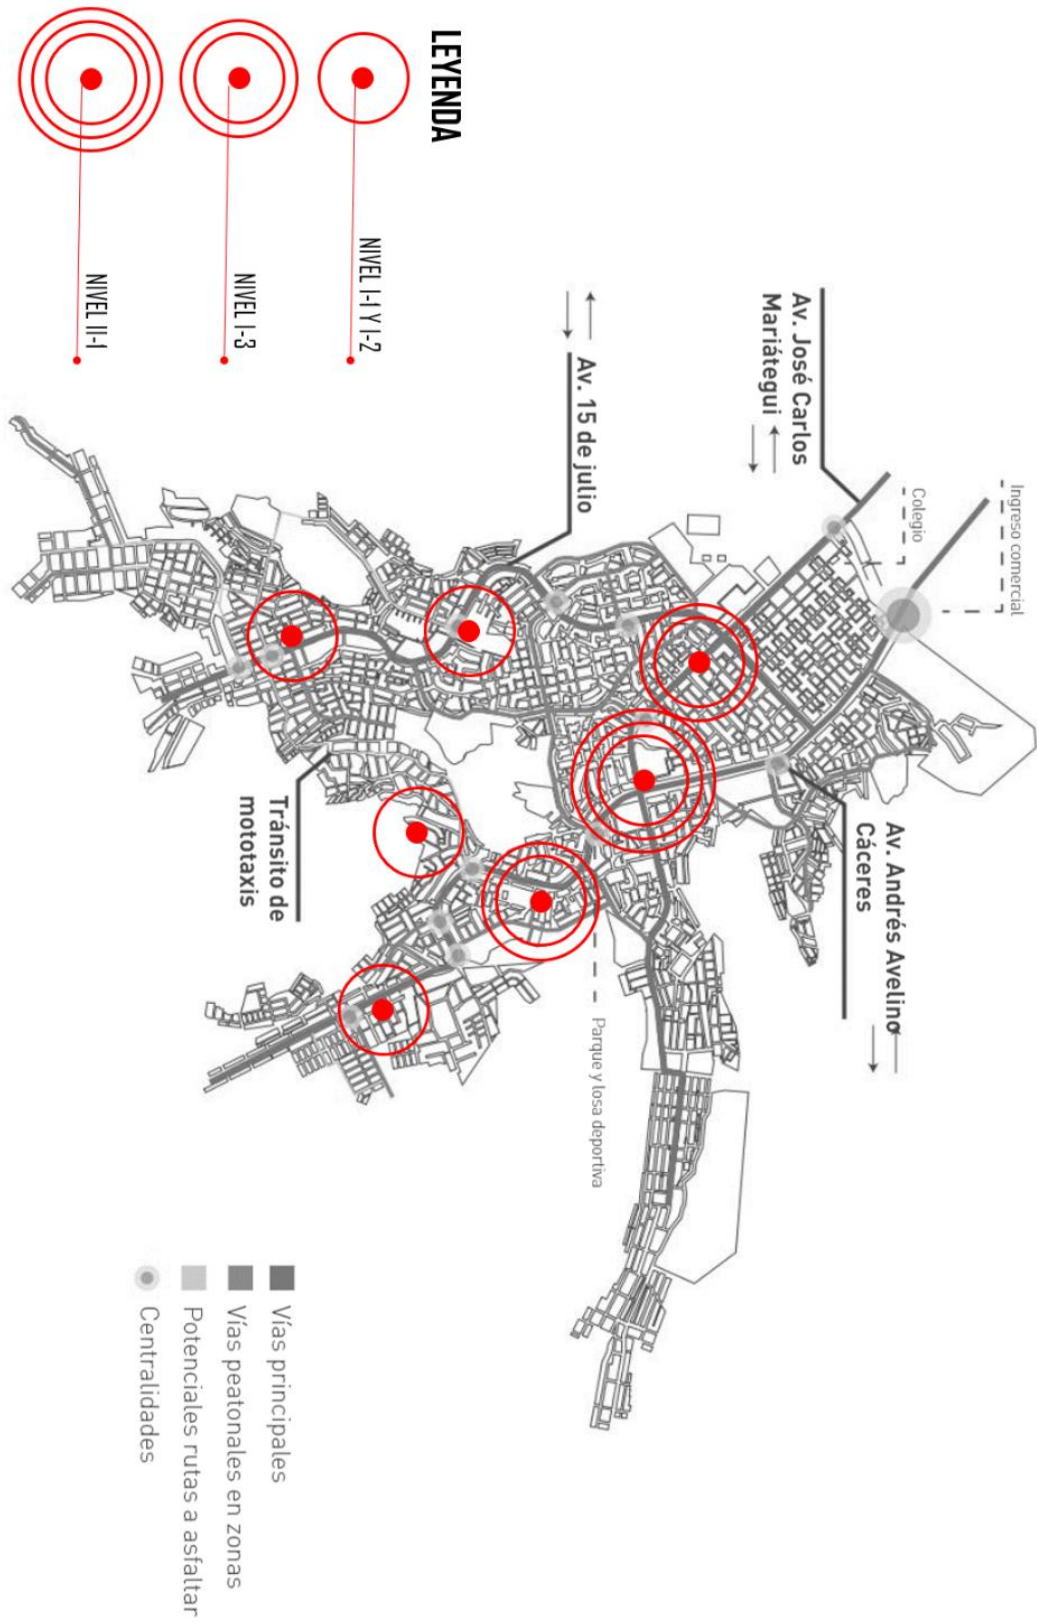 LEYENDA
NIVEL I-1 Y I-2
NIVEL I-3
NIVEL II-1
Ingreso comercial
Colegio
Av. José Carlos
Mariátegui
Av. 15 de julio
Av. Andrés Avelino
Cáceres
Tránsito de
mototaxis
Parque y losa deportiva
Vías principales
Vías peatonales en zonas
Potenciales rutas a asfaltar
Centralidades